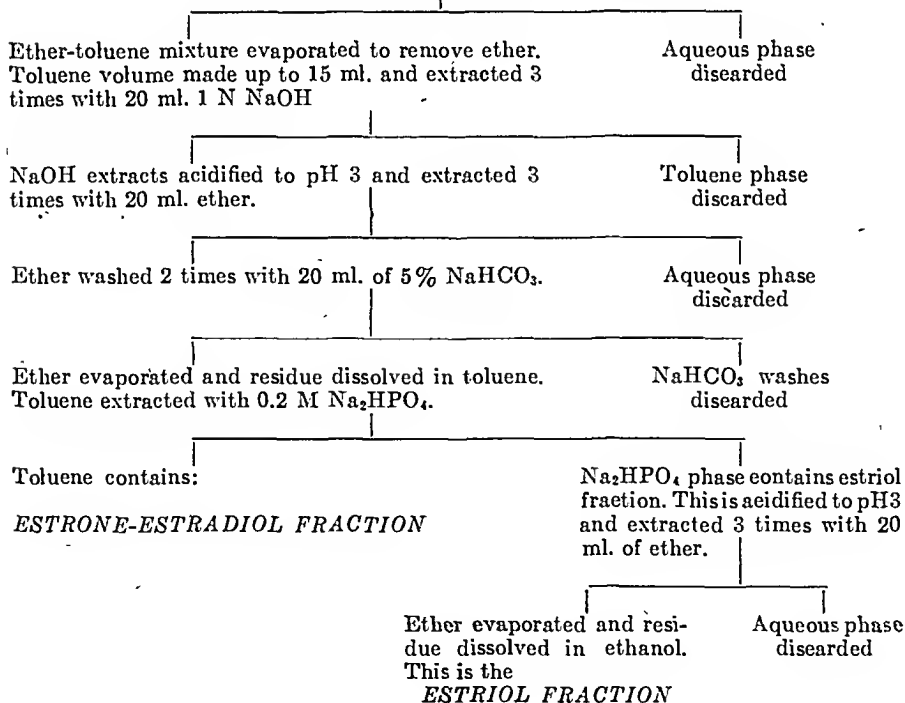 Ether-toluene mixture evaporated to remove ether.
Toluene volume made up to 15 ml. and extracted 3
times with 20 ml. 1 N NaOH
Aqueous phase
disearded
NaOH extracts acidified to pH 3 and extracted 3
times with 20 ml. ether.
Toluene phase
discarded
Ether washed 2 times with 20 ml. of 5% NaHCO₃.
Aqueous phase
discarded
Ether evaporated and residue dissolved in toluene.
Toluene extracted with 0.2 M Na₂HPO₄.
NaHCO₃ washes
disearded
Toluene contains:
ESTRONE-ESTRADIOL FRACTION
Na₂HPO₄ phase eontains estriol
fraction. This is aeidified to pH3
and extracted 3 times with 20
ml. of ether.
Ether evaporated and resi-
due dissolved in ethanol.
This is the
ESTRIOL FRACTION
Aqueous phase
disearded